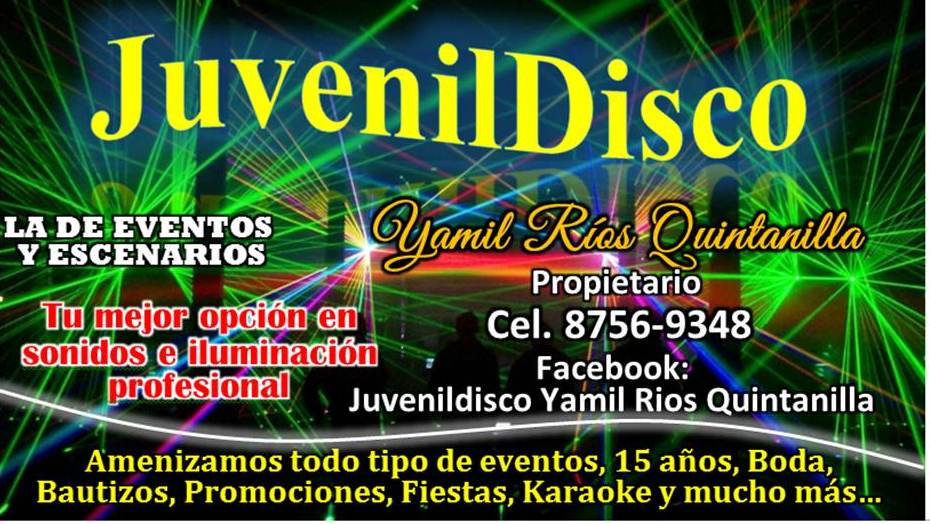 JuvenilDisco
LA DE EVENTOS
Y ESCENARIOS
Yamil Ríos Quintanilla
Propietario
Cel. 8756-9348
Facebook:
Juvenildisco Yamil Rios Quintanilla
Tu mejor opción en
sonidos e iluminación
profesional
Amenizamos todo tipo de eventos, 15 años, Boda,
Bautizos, Promociones, Fiestas, Karaoke y mucho más...